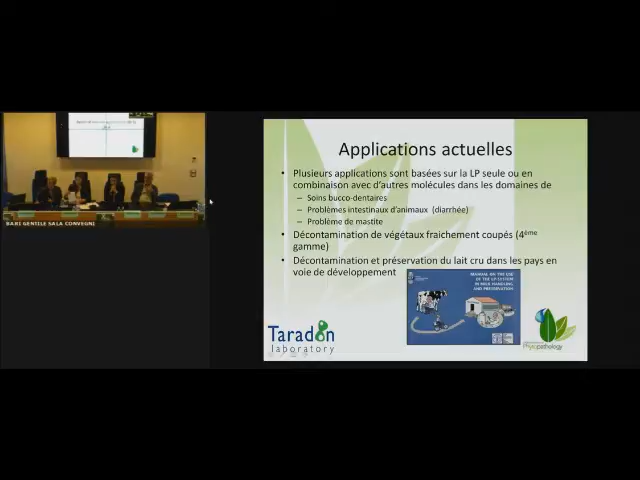 Applications actuelles
• Plusieurs applications sont basées sur la LP seule ou en
combinaison avec d'autres molécules dans les domaines de
– Soins bucco-dentaires
– Problèmes intestinaux d'animaux (diarrhée)
– Problème de mastite
• Décontamination de végétaux fraichement coupés (4ème
gamme)
• Décontamination et préservation du lait cru dans les pays en
voie de développement
MANUAL ON THE USE
OF THE LP-SYSTEM
IN MILK HANDLING
AND PRESERVATION
Taradon
laboratory
Phytopathology
BARI GENTILE SALA CONVEGNI